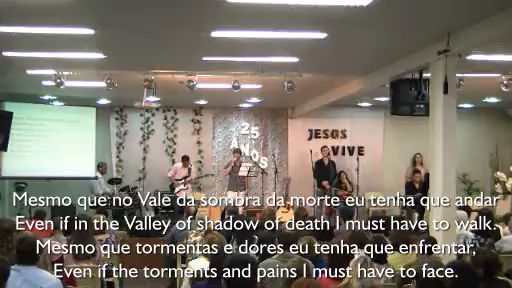 25
ANOS
JESUS
VIVE
Mesmo que no Vale da sombra da morte eu tenha que andar
Even if in the Valley of shadow of death I must have to walk.
Mesmo que tormentas e dores eu tenha que enfrentar,
Even if the torments and pains I must have to face.